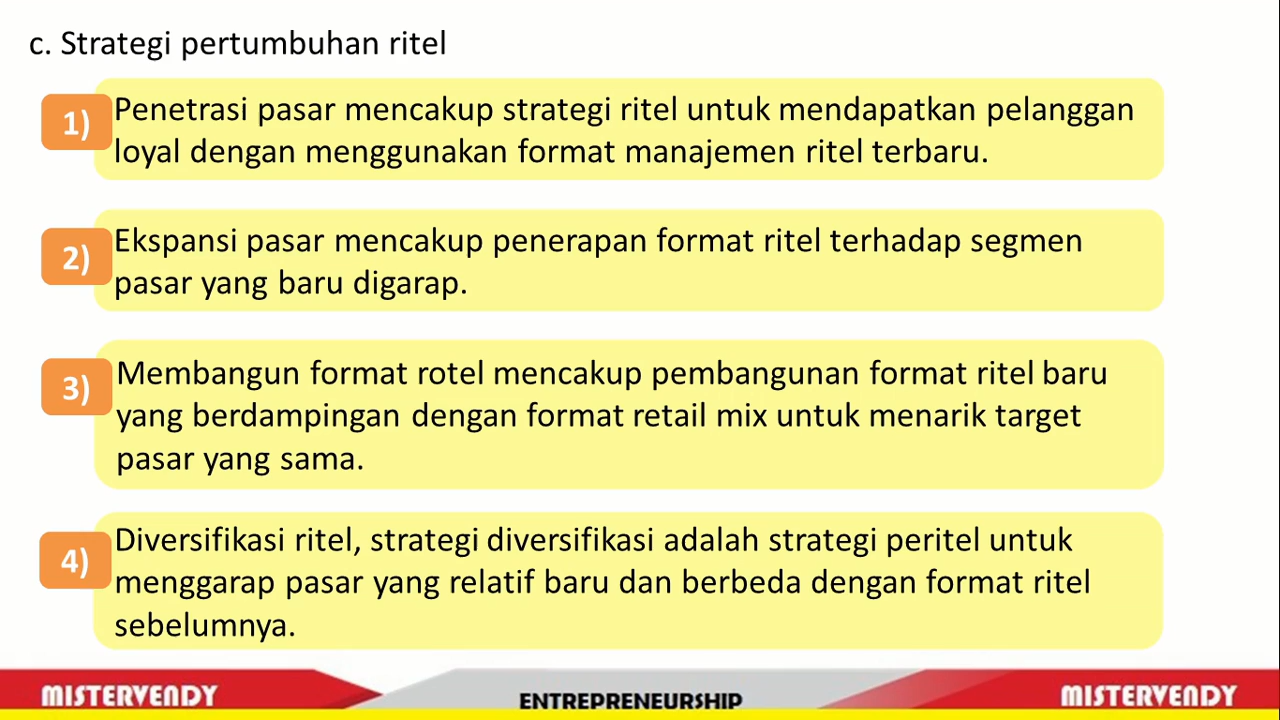 c. Strategi pertumbuhan ritel
1) Penetrasi pasar mencakup strategi ritel untuk mendapatkan pelanggan
loyal dengan menggunakan format manajemen ritel terbaru.
2) Ekspansi pasar mencakup penerapan format ritel terhadap segmen
pasar yang baru digarap.
3) Membangun format rotel mencakup pembangunan format ritel baru
yang berdampingan dengan format retail mix untuk menarik target
pasar yang sama.
4) Diversifikasi ritel, strategi diversifikasi adalah strategi peritel untuk
menggarap pasar yang relatif baru dan berbeda dengan format ritel
sebelumnya.
MISTERVENDY ENTREPRENEURSHIP MISTERVENDY